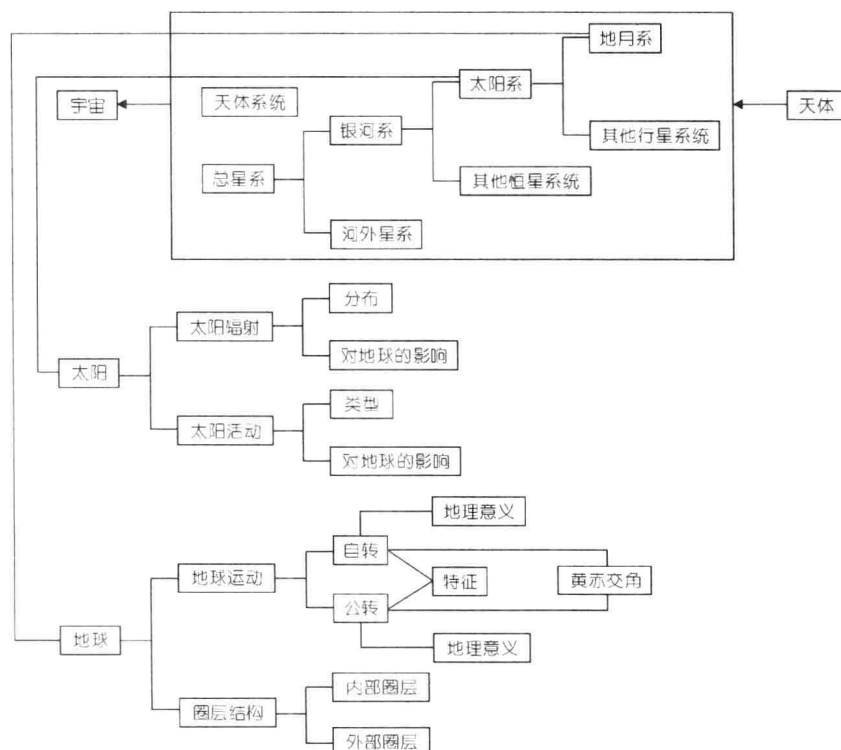 地月系
太阳系
宇宙
天体系统
天体
银河系
其他行星系统
总星系
其他恒星系统
河外星系
分布
太阳辐射
对地球的影响
太阳
类型
太阳活动
对地球的影响
地理意义
自转
地球运动
特征
黄赤交角
公转
地球
地理意义
内部圈层
圈层结构
外部圈层